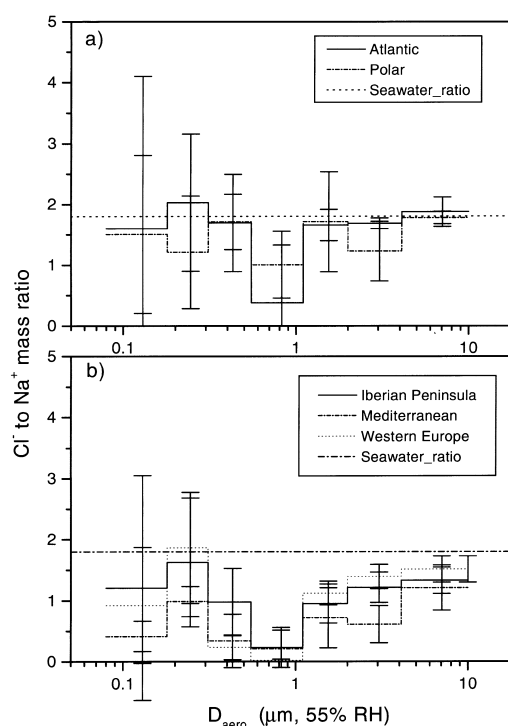 5
a)
Atlantic
Polar
Seawater_ratio
4
3
2
1
0
0.1
1
10
Cl⁻ to Na⁺ mass ratio
5
b)
Iberian Peninsula
Mediterranean
Western Europe
Seawater_ratio
4
3
2
1
0
0.1
1
10
D_aero (μm, 55% RH)